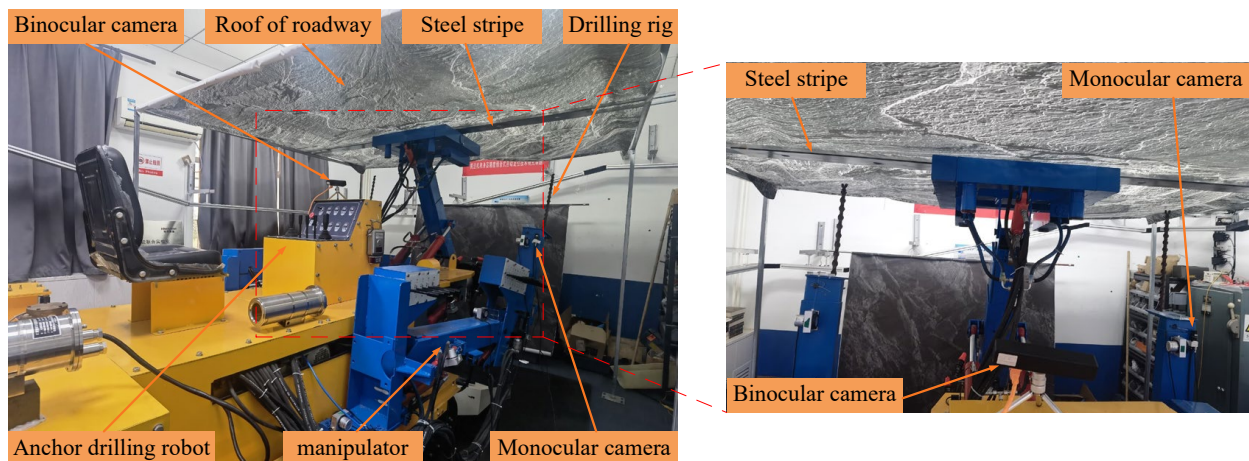 Binocular camera
Roof of roadway
Steel stripe
Drilling rig
Anchor drilling robot
manipulator
Monocular camera
Steel stripe
Monocular camera
Binocular camera